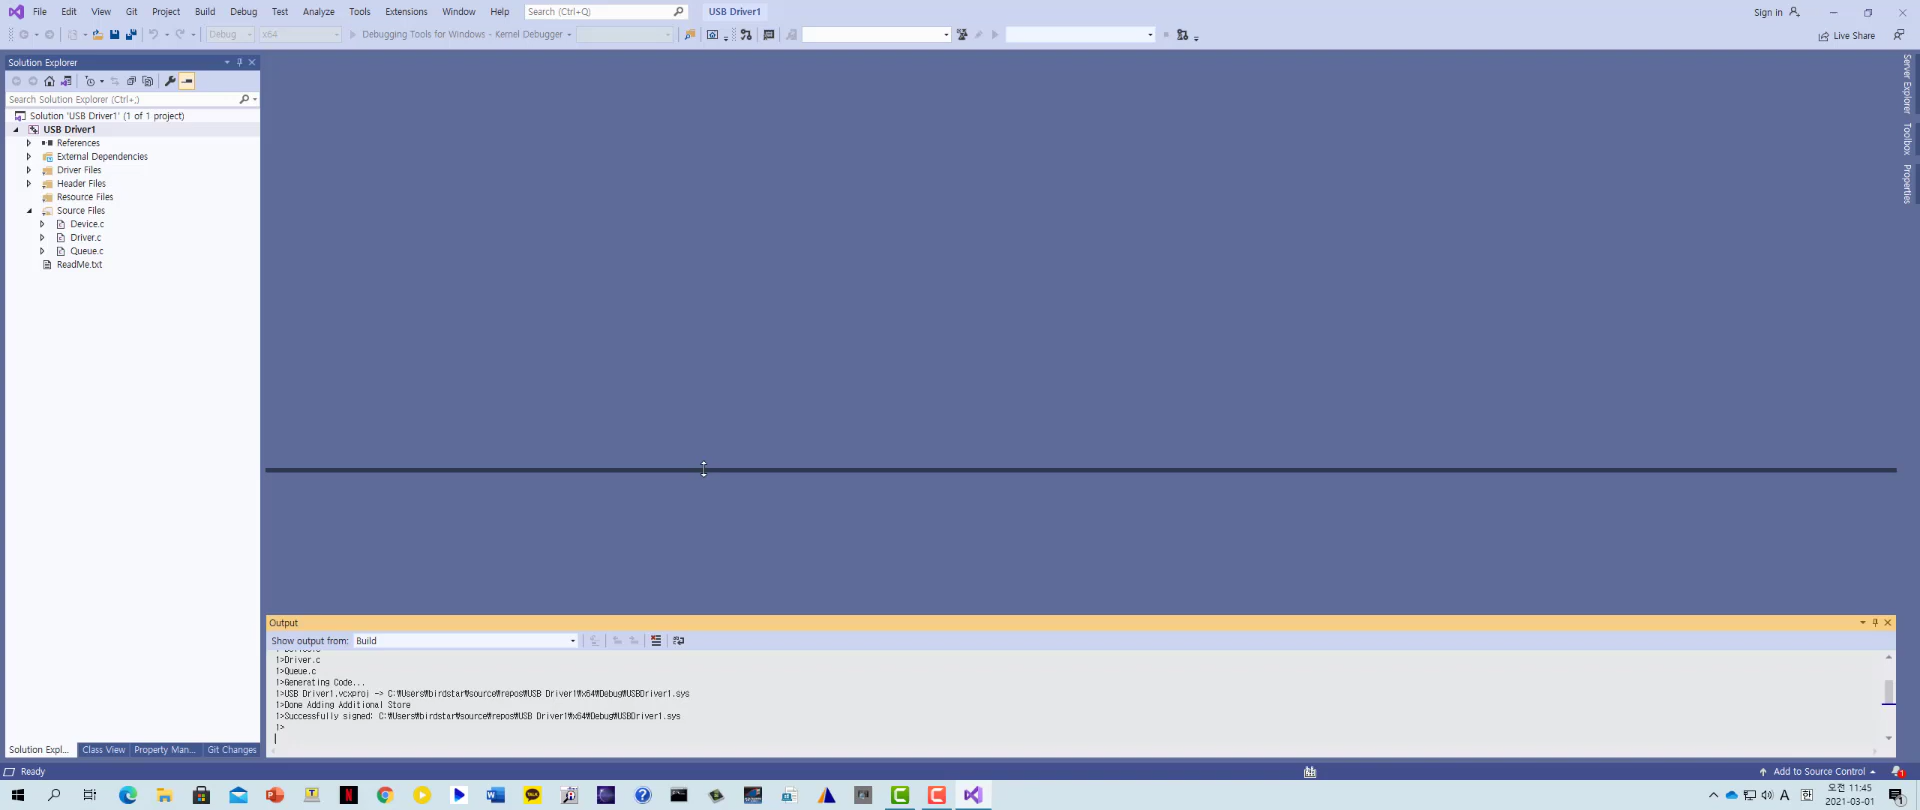 File Edit View Git Project Build Debug Test Analyze Tools Extensions Window Help Search (Ctrl+Q) USB Driver1 Sign in
Debug x64 Debugging Tools for Windows - Kernel Debugger Live Share
Solution Explorer
Search Solution Explorer (Ctrl+;)
Solution 'USB Driver1' (1 of 1 project)
USB Driver1
References
External Dependencies
Driver Files
Header Files
Resource Files
Source Files
Device.c
Driver.c
Queue.c
ReadMe.txt
Server Explorer
Toolbox
Properties
Output
Show output from: Build
1>Driver.c
1>Queue.c
1>Generating Code...
1>USB Driver1.vcxproj -> C:₩Users₩birdstar₩source₩repos₩USB Driver1₩x64₩Debug₩USBDriver1.sys
1>Done Adding Additional Store
1>Successfully signed: C:₩Users₩birdstar₩source₩repos₩USB Driver1₩x64₩Debug₩USBDriver1.sys
1>
Solution Expl... Class View Property Man... Git Changes
Ready Add to Source Control
A 한 오전 11:45
2021-03-01